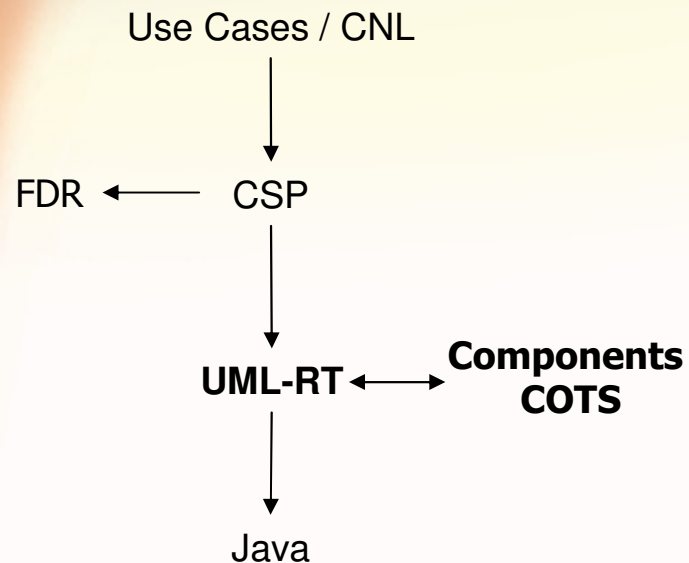 Use Cases / CNL
FDR
CSP
UML-RT
Components
COTS
Java